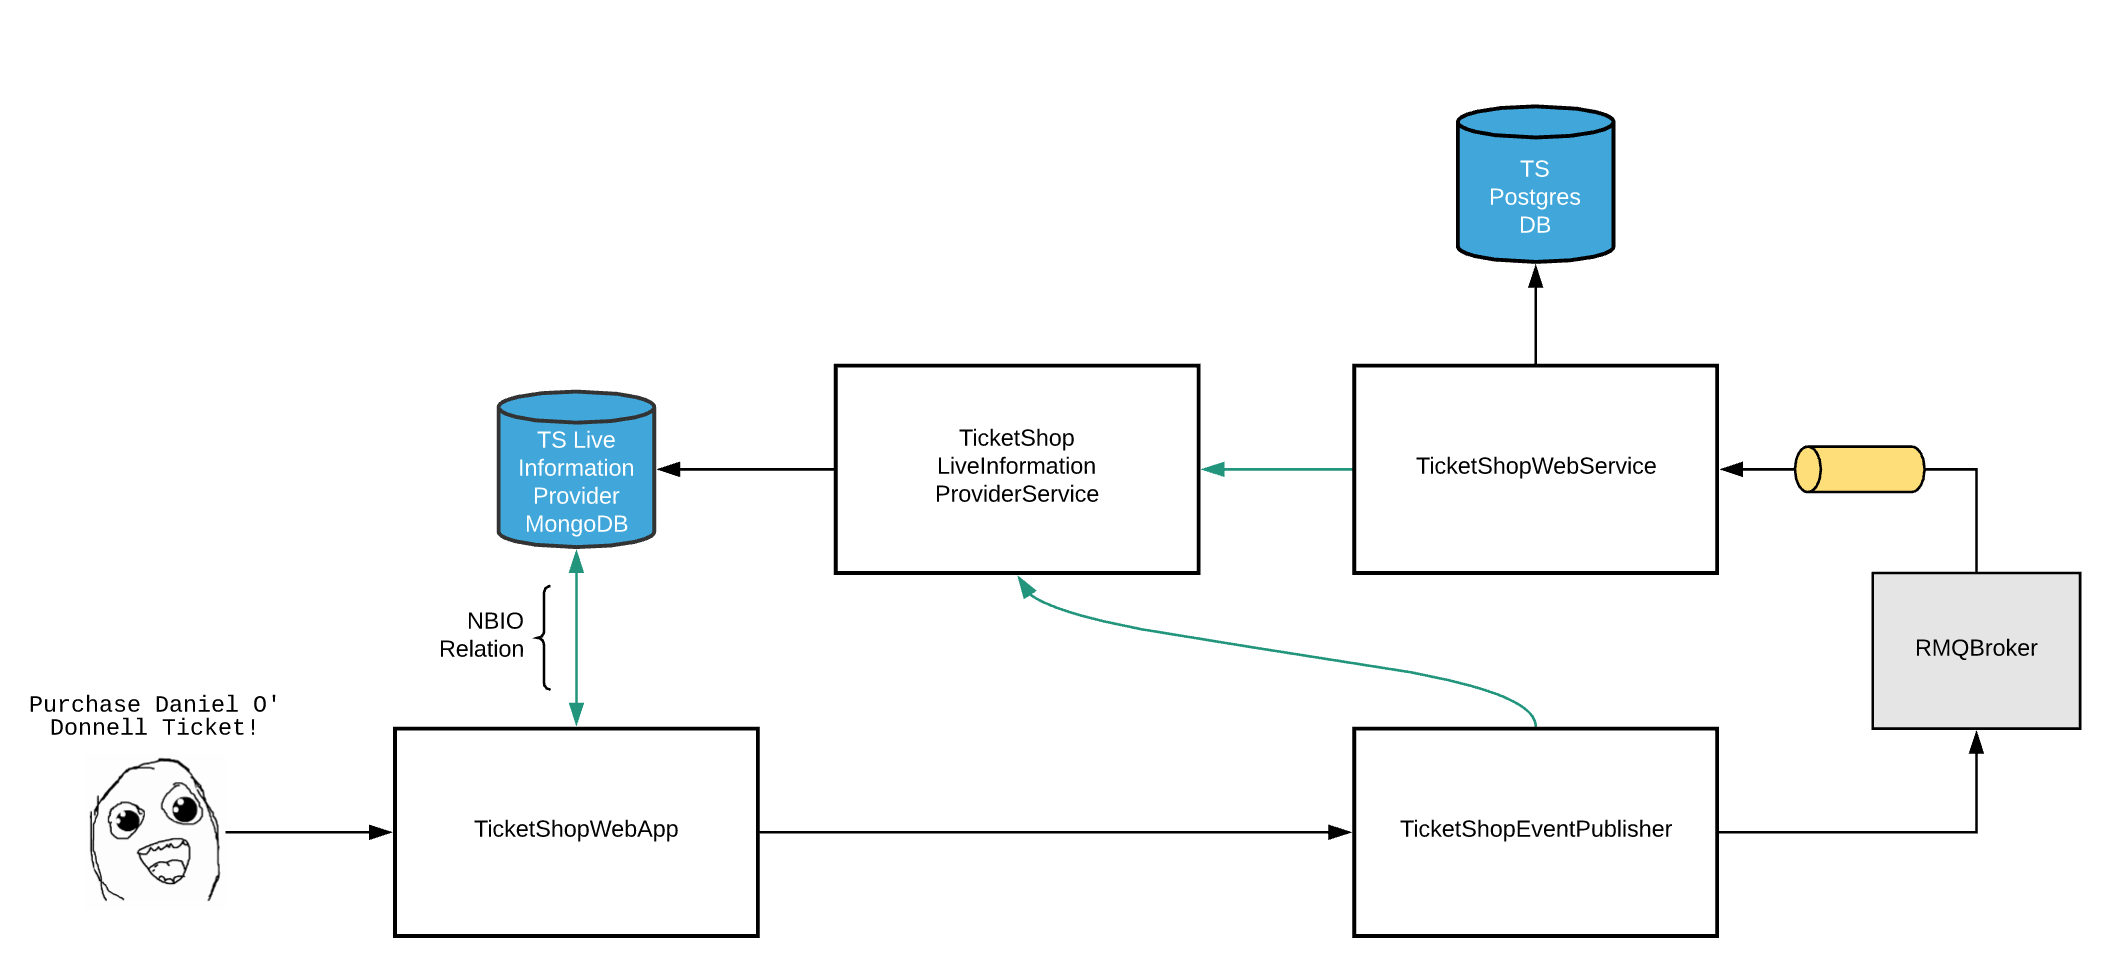 TS
Postgres
DB
TS Live
Information
Provider
MongoDB
TicketShop
LiveInformation
ProviderService
TicketShopWebService
NBIO
Relation
RMQBroker
Purchase Daniel O'
Donnell Ticket!
TicketShopWebApp
TicketShopEventPublisher